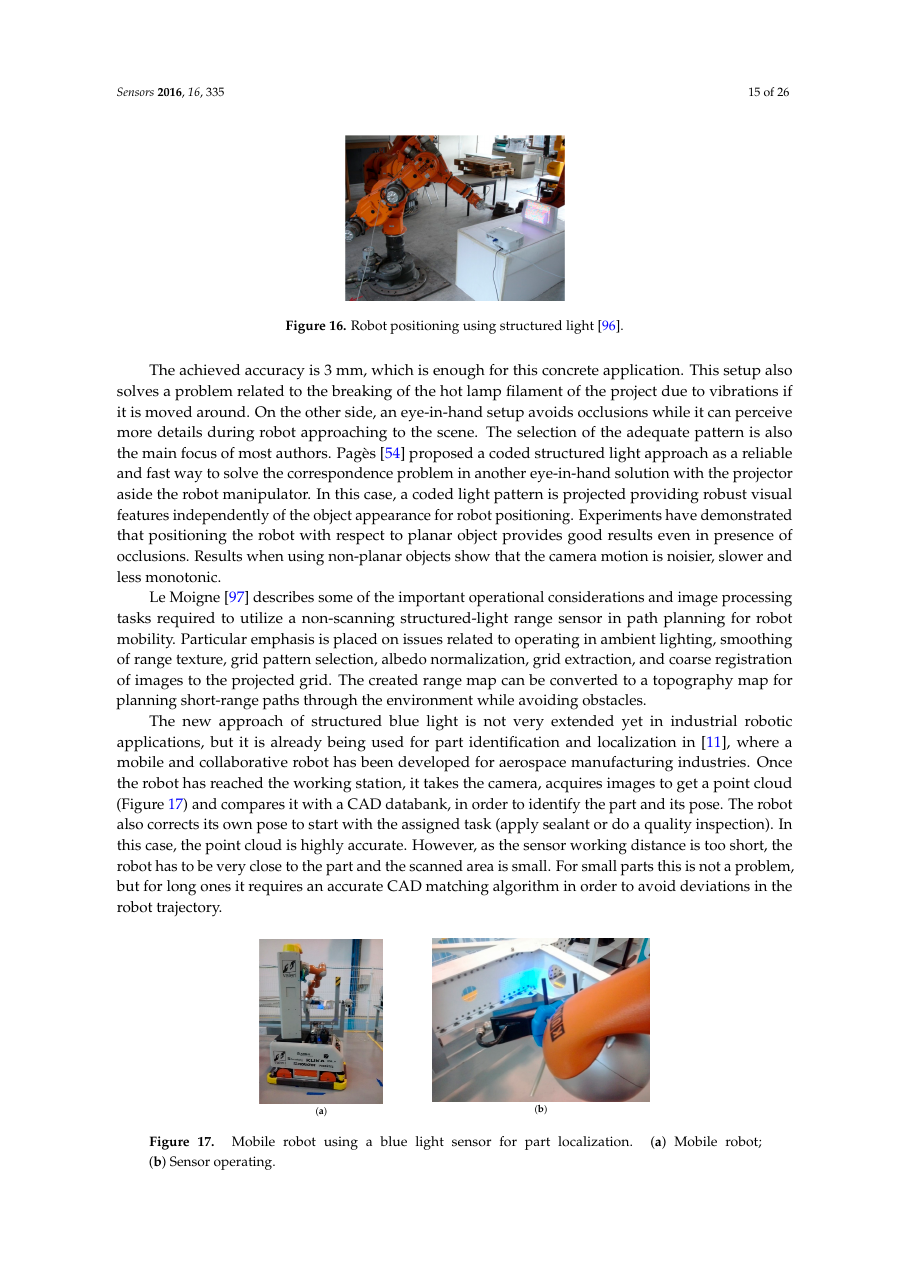 Sensors 2016, 16, 335
15 of 26
Figure 16. Robot positioning using structured light [96].
The achieved accuracy is 3 mm, which is enough for this concrete application. This setup also
solves a problem related to the breaking of the hot lamp filament of the project due to vibrations if
it is moved around. On the other side, an eye-in-hand setup avoids occlusions while it can perceive
more details during robot approaching to the scene. The selection of the adequate pattern is also
the main focus of most authors. Pagès [54] proposed a coded structured light approach as a reliable
and fast way to solve the correspondence problem in another eye-in-hand solution with the projector
aside the robot manipulator. In this case, a coded light pattern is projected providing robust visual
features independently of the object appearance for robot positioning. Experiments have demonstrated
that positioning the robot with respect to planar object provides good results even in presence of
occlusions. Results when using non-planar objects show that the camera motion is noisier, slower and
less monotonic.
Le Moigne [97] describes some of the important operational considerations and image processing
tasks required to utilize a non-scanning structured-light range sensor in path planning for robot
mobility. Particular emphasis is placed on issues related to operating in ambient lighting, smoothing
of range texture, grid pattern selection, albedo normalization, grid extraction, and coarse registration
of images to the projected grid. The created range map can be converted to a topography map for
planning short-range paths through the environment while avoiding obstacles.
The new approach of structured blue light is not very extended yet in industrial robotic
applications, but it is already being used for part identification and localization in [11], where a
mobile and collaborative robot has been developed for aerospace manufacturing industries. Once
the robot has reached the working station, it takes the camera, acquires images to get a point cloud
(Figure 17) and compares it with a CAD databank, in order to identify the part and its pose. The robot
also corrects its own pose to start with the assigned task (apply sealant or do a quality inspection). In
this case, the point cloud is highly accurate. However, as the sensor working distance is too short, the
robot has to be very close to the part and the scanned area is small. For small parts this is not a problem,
but for long ones it requires an accurate CAD matching algorithm in order to avoid deviations in the
robot trajectory.
(a)
(b)
Figure 17. Mobile robot using a blue light sensor for part localization. (a) Mobile robot;
(b) Sensor operating.